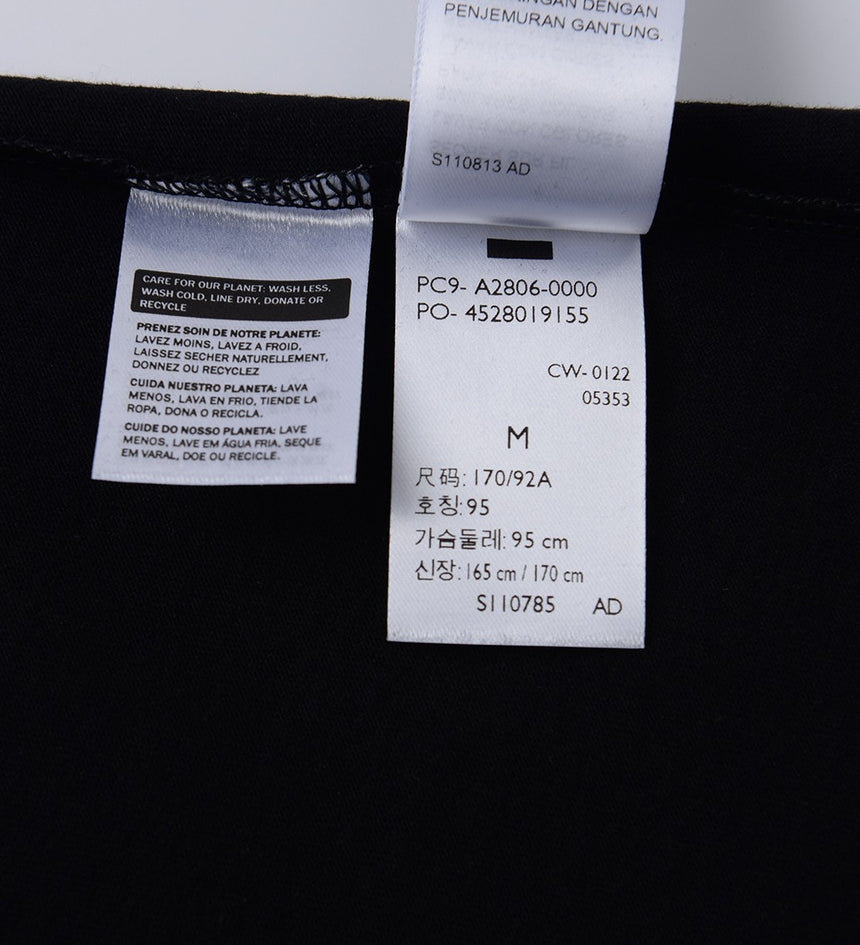 DENGAN
PENJEMURAN GANTUNG.
S110813 AD
CARE FOR OUR PLANET: WASH LESS,
WASH COLD, LINE DRY, DONATE OR
RECYCLE
PRENEZ SOIN DE NOTRE PLANETE:
LAVEZ MOINS, LAVEZ A FROID,
LAISSEZ SECHER NATURELLEMENT,
DONNEZ OU RECYCLEZ
CUIDA NUESTRO PLANETA: LAVA
MENOS, LAVA EN FRIO, TIENDE LA
ROPA, DONA O RECICLA.
CUIDE DO NOSSO PLANETA: LAVE
MENOS, LAVE EM ÁGUA FRIA, SEQUE
EM VARAL, DOE OU RECICLE.
PC9- A2806-0000
PO- 4528019155
CW- 0122
05353
M
尺码: 170/92A
호칭: 95
가슴둘레: 95 cm
신장: 165 cm / 170 cm
S110785 AD